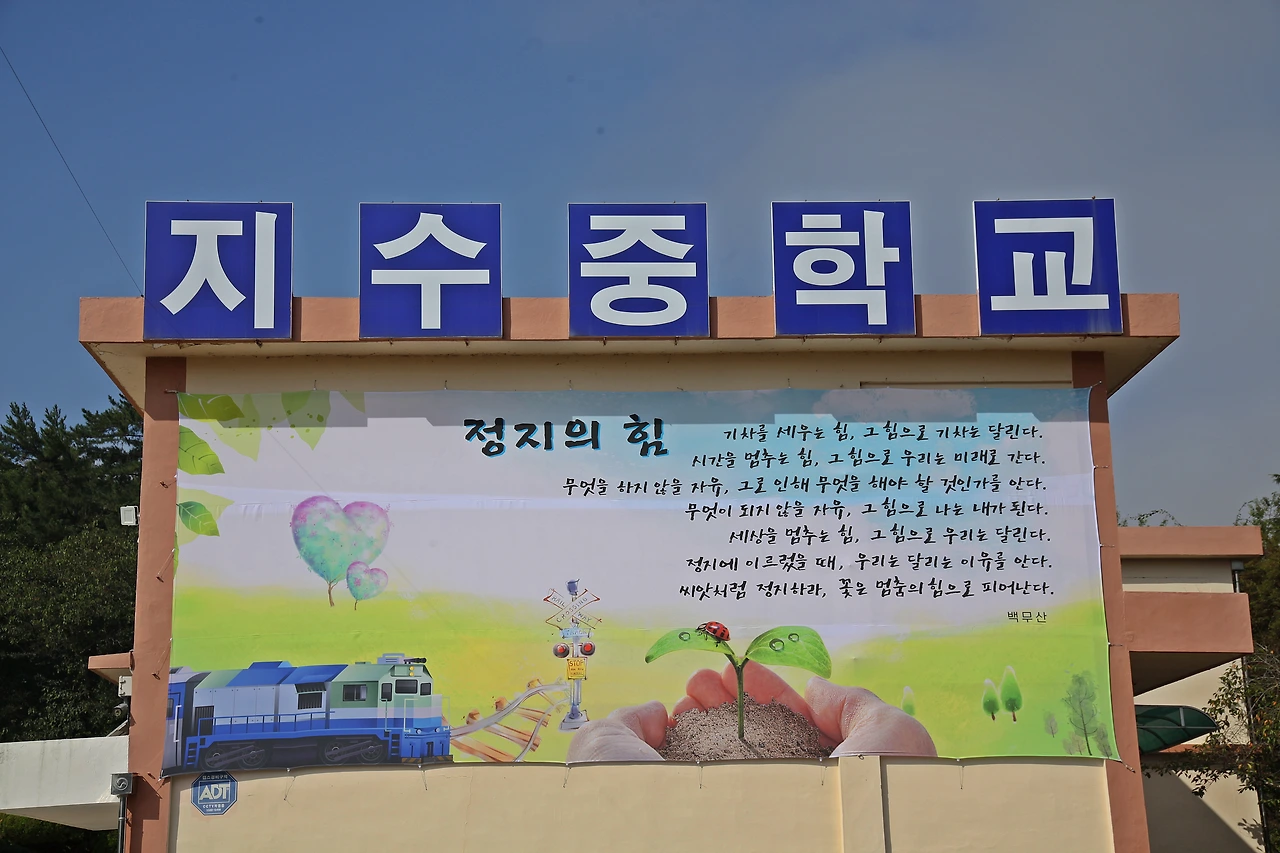 지수중학교
정지의 힘
기차를 세우는 힘, 그 힘으로 기차는 달린다.
시간을 멈추는 힘, 그 힘으로 우리는 미래로 간다.
무엇을 하지 않을 자유, 그로 인해 무엇을 해야 할 것인가를 안다.
무엇이 되지 않을 자유, 그 힘으로 나는 내가 된다.
세상을 멈추는 힘, 그 힘으로 우리는 달린다.
정지에 이르렀을 때, 우리는 달리는 이유를 안다.
씨앗처럼 정지하라, 꽃은 멈춤의 힘으로 피어난다.
백무산
RAIL CROSSING
STOP
ADT